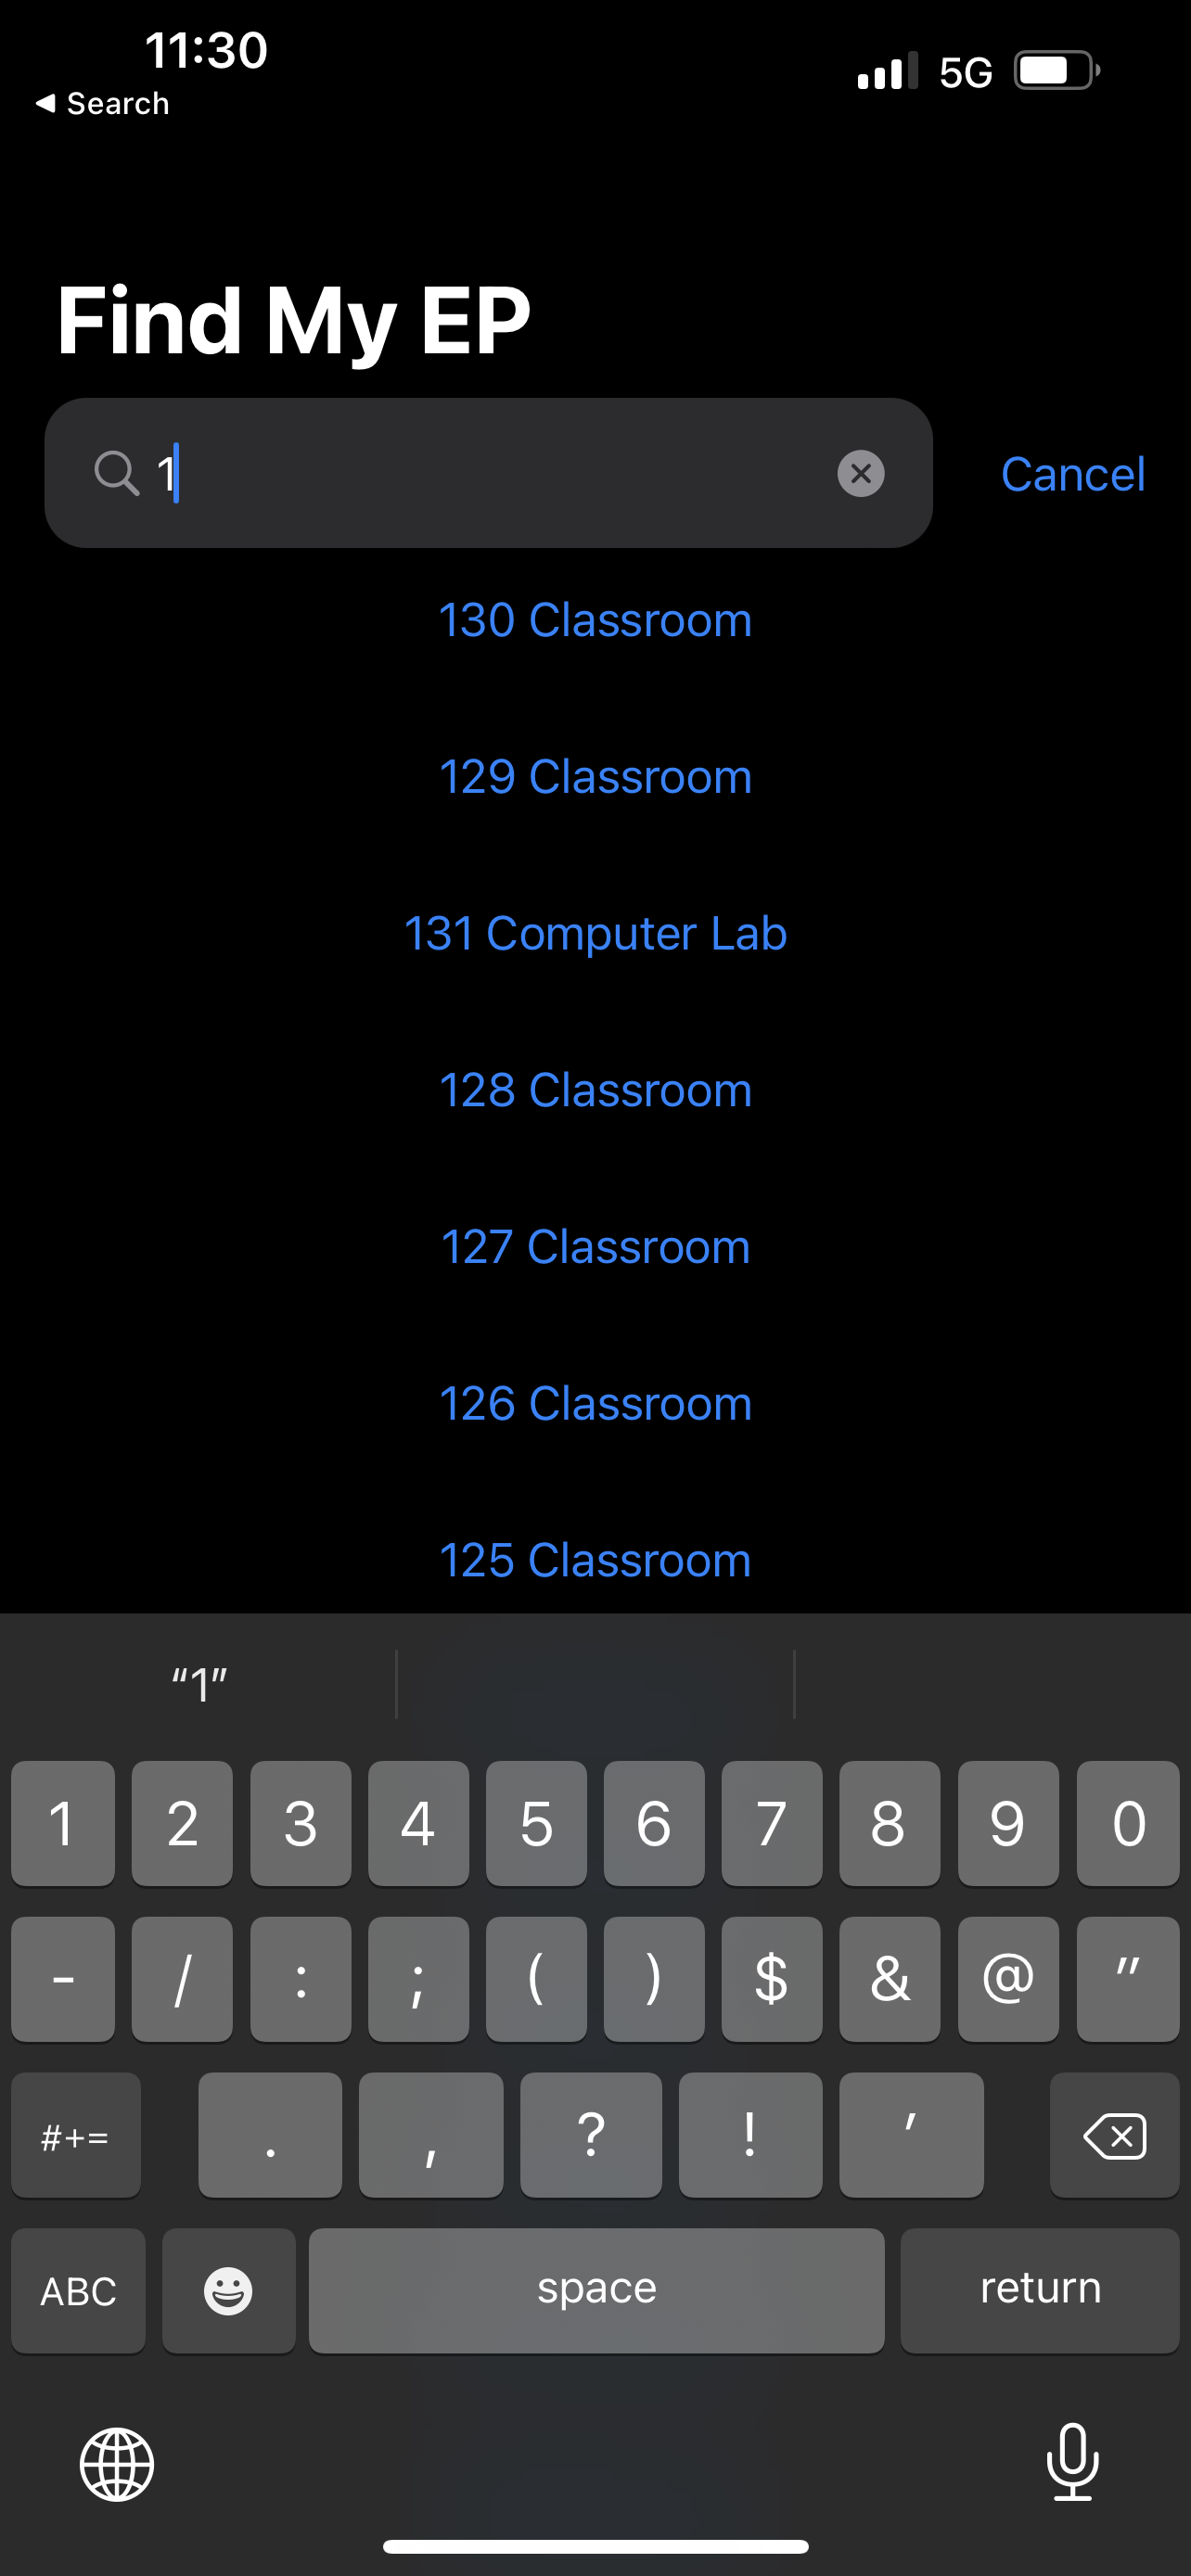 11:30
5G
Search
Find My EP
1
Cancel
130 Classroom
129 Classroom
131 Computer Lab
128 Classroom
127 Classroom
126 Classroom
125 Classroom
“1”
1 2 3 4 5 6 7 8 9 0
- / : ; ( ) $ & @ ”
#+= . , ? ! ’
ABC space return